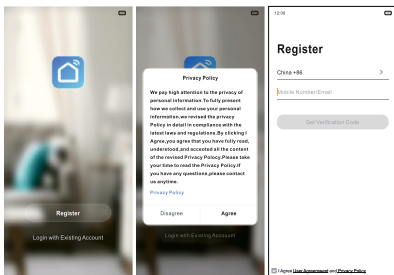 Register
Login with Existing Account
Privacy Policy
We pay high attention to the privacy of
personal information.To fully present
how we collect and use your personal
information,we revised the privacy
Policy in detail in compliance with the
latest laws and regulations.By clicking I
Agree,you agree that you have fully read,
understood,and acceoted all the content
of the revised Privacy Polocy.Please take
your time to read the Privacy Policy.If
you have any questions,please contact
us anytime.
Privacy Policy
Disagree
Agree
Login with Existing Account
12:00
Register
China +86
Mobile Number/Email
Get Verification Code
I Agree User Agreement and Privacy Policy